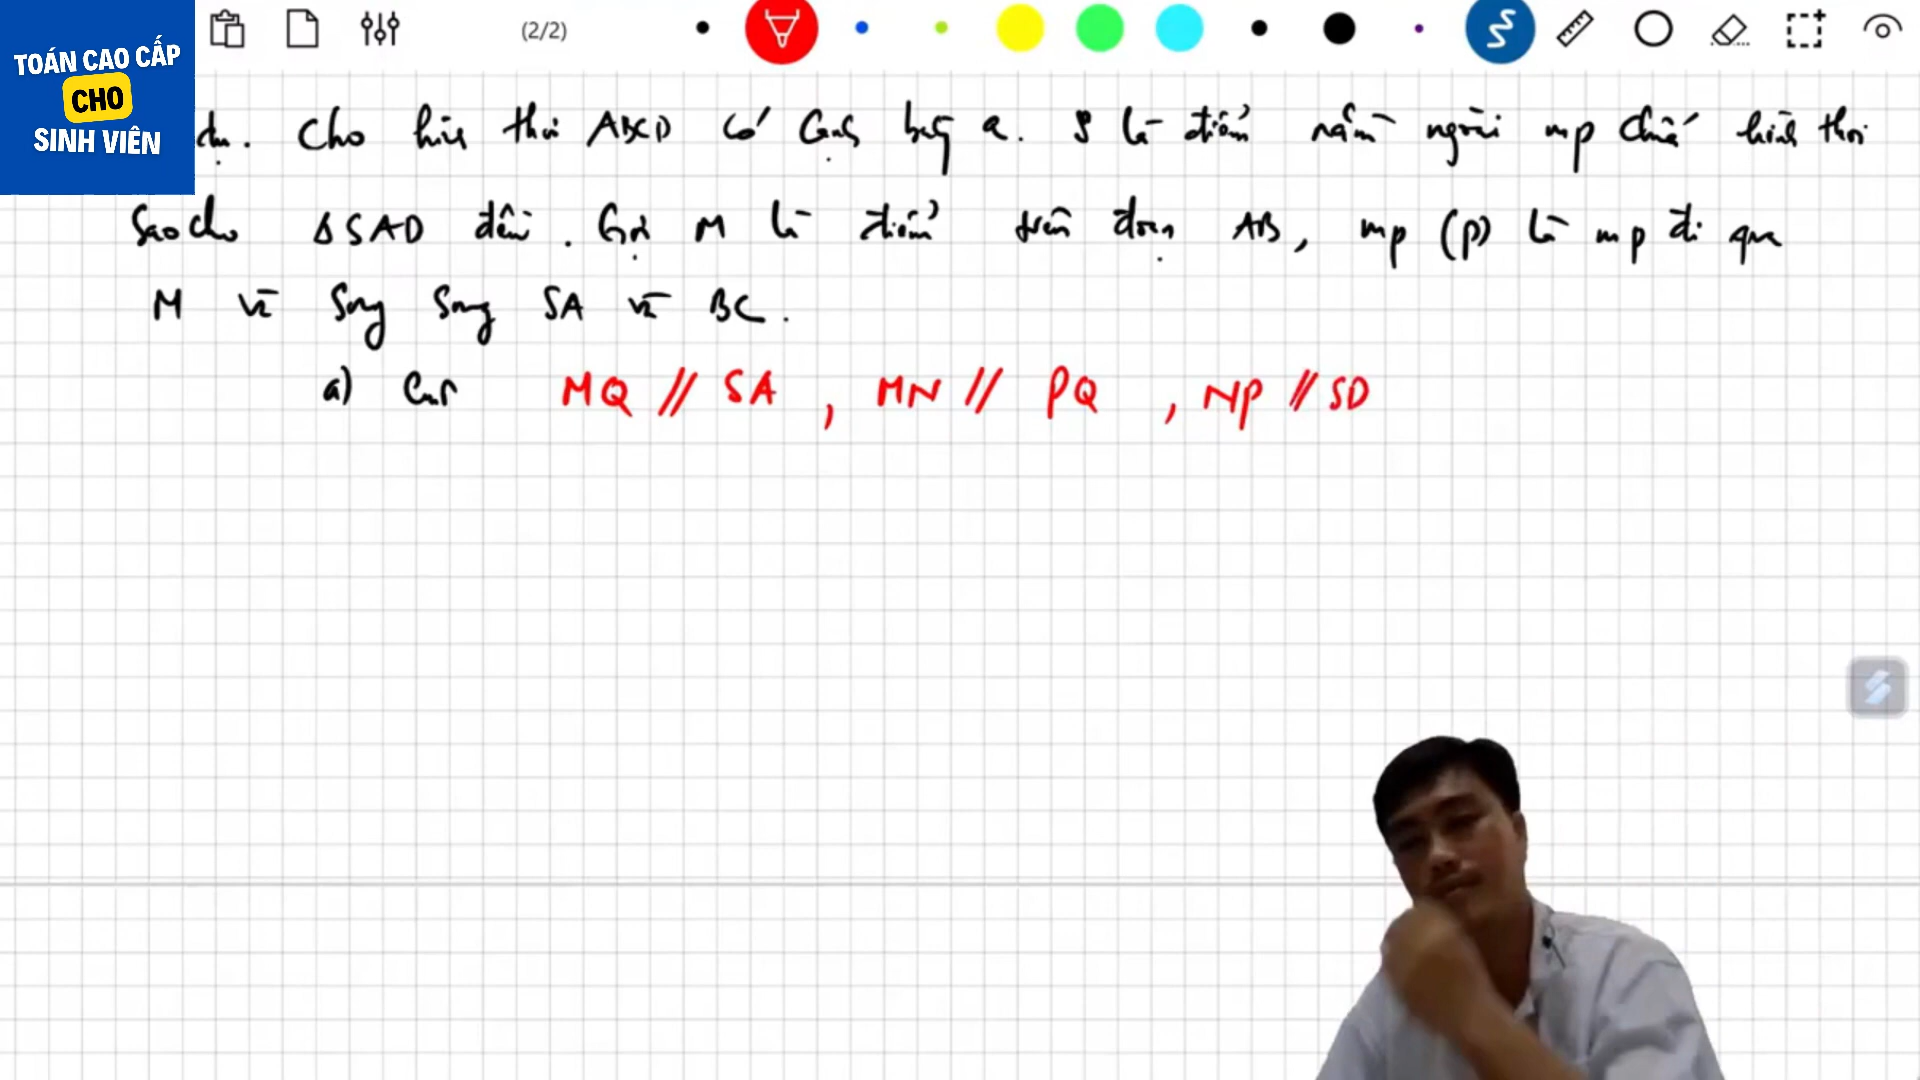 TOÁN CAO CẤP
CHO
SINH VIÊN
(2/2)
dụ. Cho hình thoi ABCD có cạnh bằng a. S là điểm nằm ngoài mp chứa hình thoi
Sao cho ΔSAD đều. Gọi M là điểm trên đoạn AB, mp (P) là mp đi qua
M và song song SA và BC.
a) MQ // SA, MN // PQ, NP // SD